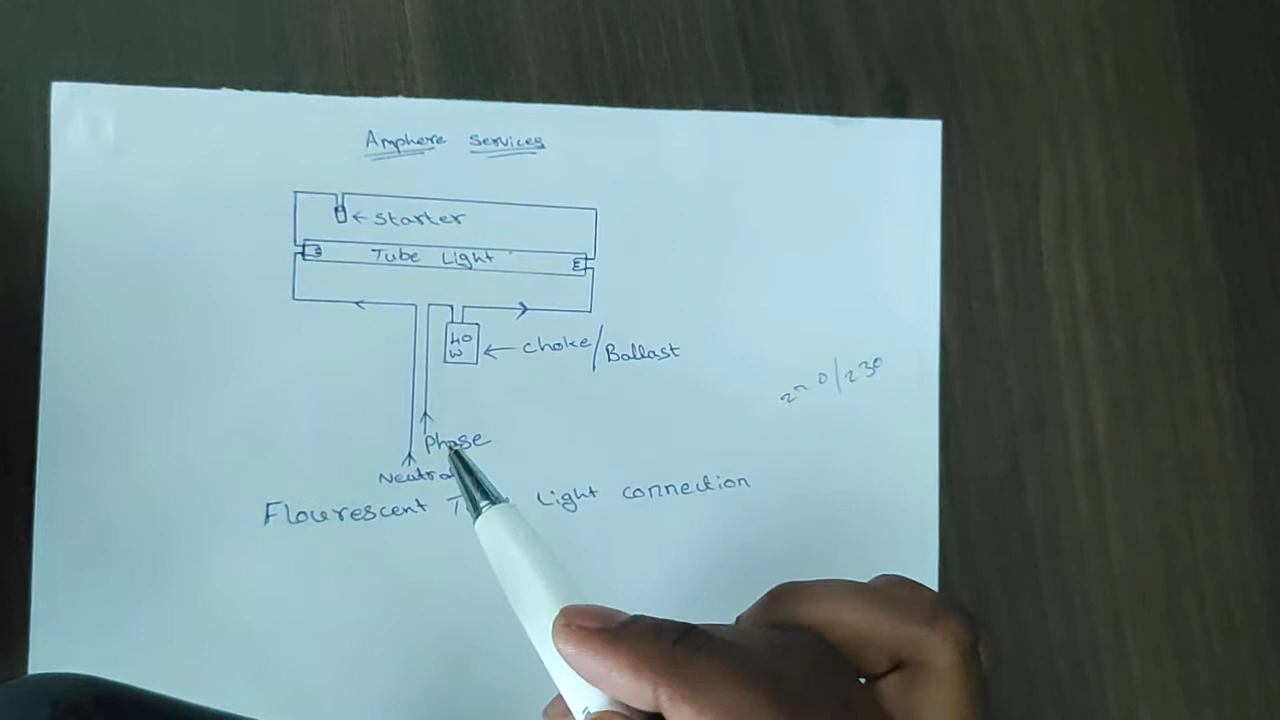 Amphere Services
← Starter
Tube Light
40
W
← choke/Ballast
220/230
Phase
Flourescent Light connection